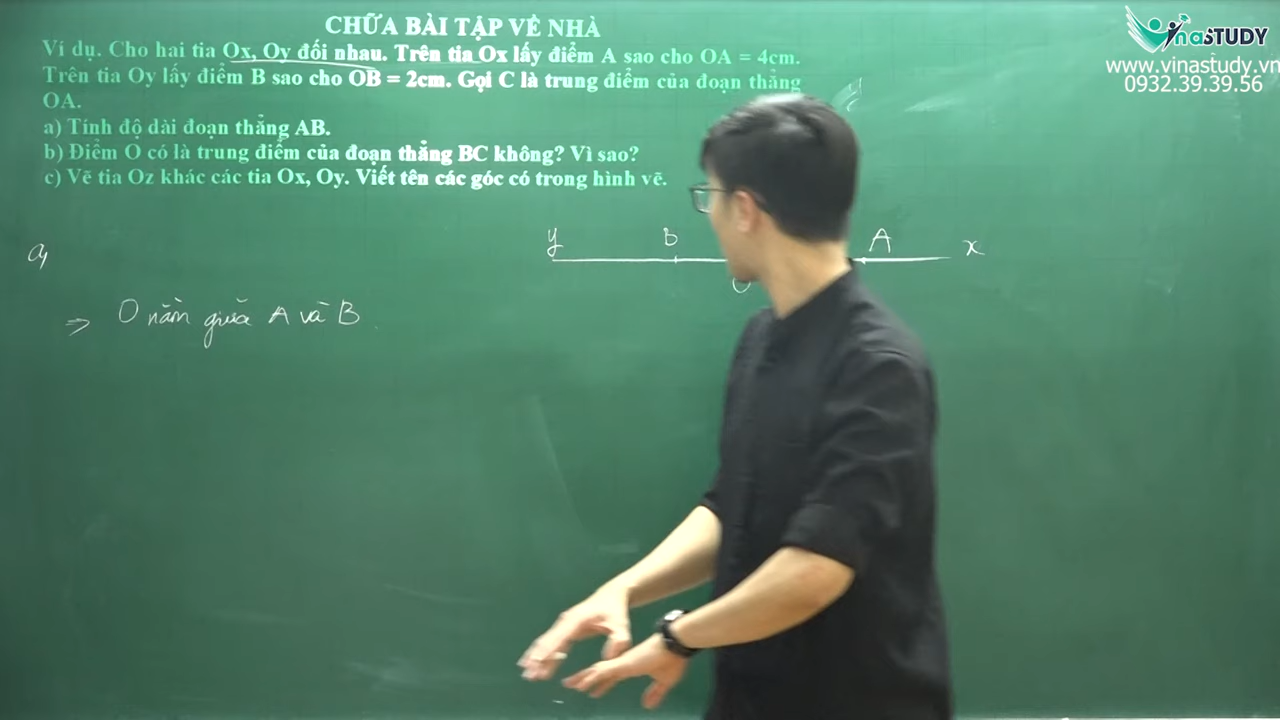 CHỮA BÀI TẬP VỀ NHÀ
Ví dụ. Cho hai tia Ox, Oy đối nhau. Trên tia Ox lấy điểm A sao cho OA = 4cm.
Trên tia Oy lấy điểm B sao cho OB = 2cm. Gọi C là trung điểm của đoạn thẳng
OA.
a) Tính độ dài đoạn thẳng AB.
b) Điểm O có là trung điểm của đoạn thẳng BC không? Vì sao?
c) Vẽ tia Oz khác các tia Ox, Oy. Viết tên các góc có trong hình vẽ.
VinaSTUDY
www.vinastudy.vn
0932.39.39.56
y B A x
O
a,
⇒ O nằm giữa A và B.